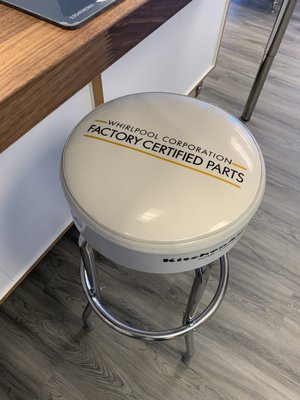 WHIRLPOOL CORPORATION
FACTORY CERTIFIED PARTS